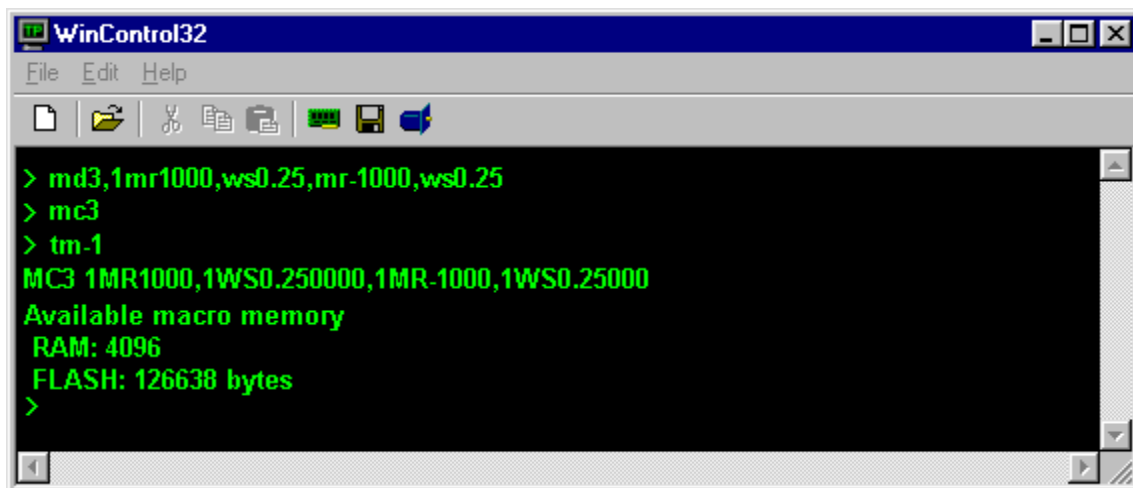 TP WinControl32
File Edit Help
> md3,1mr1000,ws0.25,mr-1000,ws0.25
> mc3
> tm-1
MC3 1MR1000,1WS0.250000,1MR-1000,1WS0.25000
Available macro memory
RAM: 4096
FLASH: 126638 bytes
>